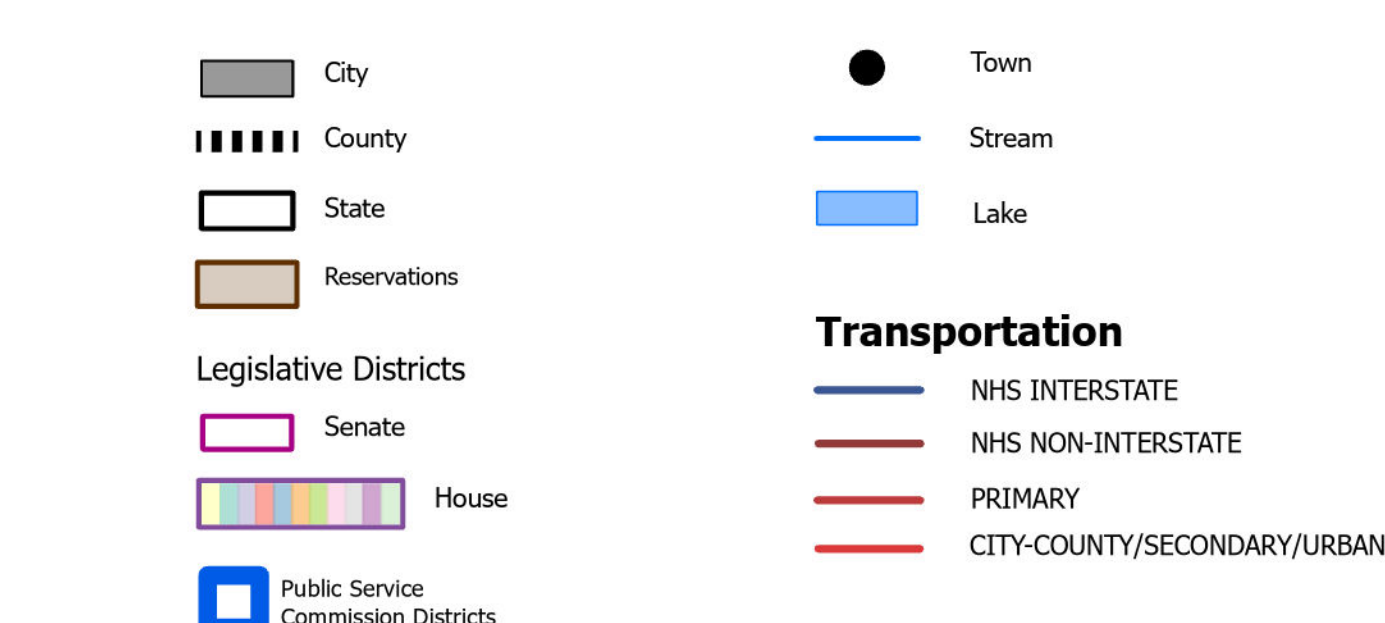 City
County
State
Reservations
Legislative Districts
Senate
House
Public Service
Commission Districts
Town
Stream
Lake
Transportation
NHS INTERSTATE
NHS NON-INTERSTATE
PRIMARY
CITY-COUNTY/SECONDARY/URBAN